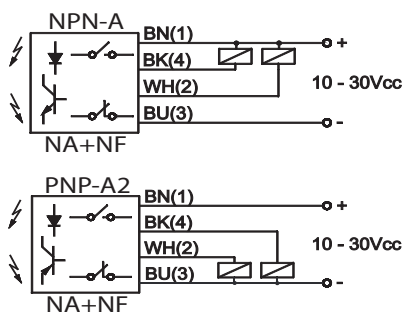 NPN-A
BN(1)
+
BK(4)
WH(2)
10 - 30Vcc
BU(3)
-
NA+NF
PNP-A2
BN(1)
+
BK(4)
WH(2)
10 - 30Vcc
BU(3)
-
NA+NF